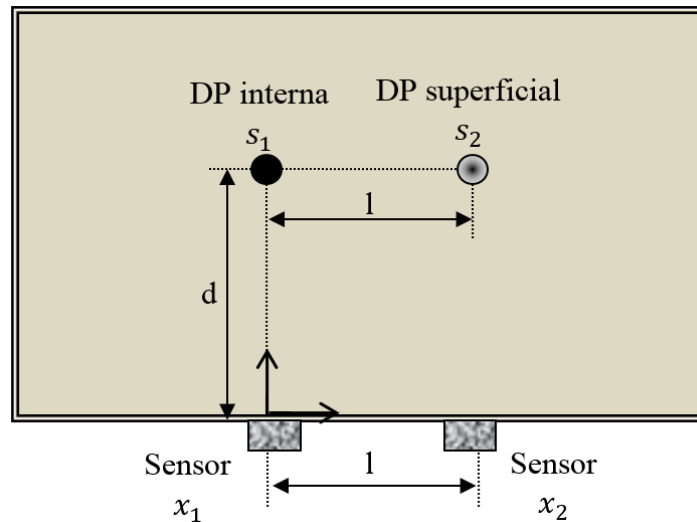 DP interna
DP superficial
s₁
s₂
l
d
l
Sensor
x₁
Sensor
x₂